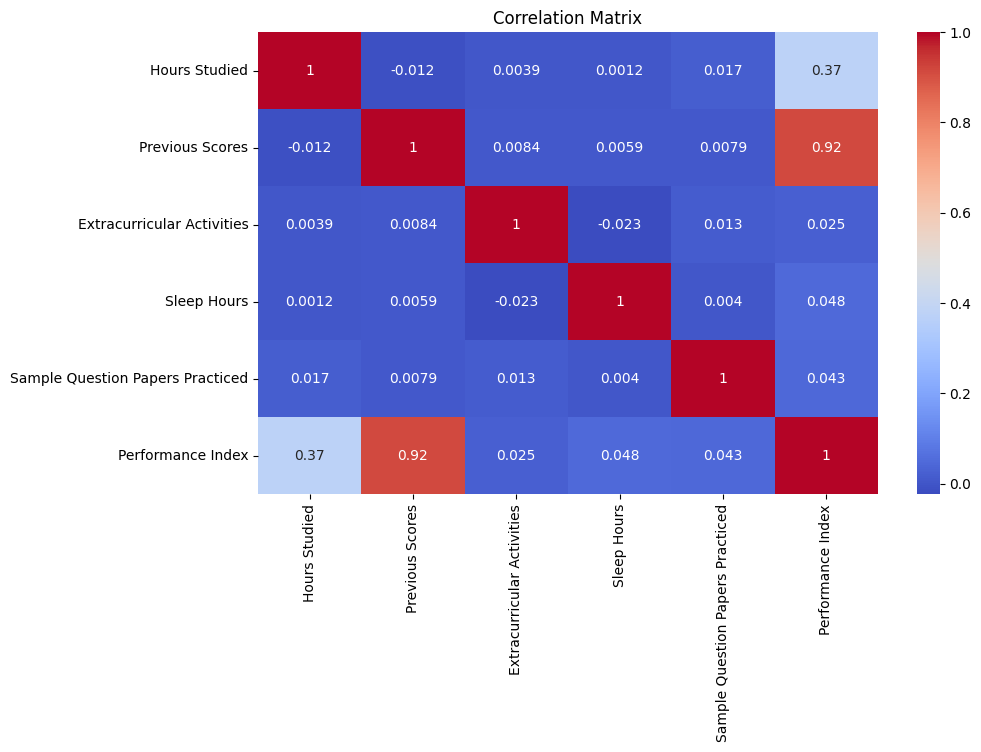 Correlation Matrix
Hours Studied 1 -0.012 0.0039 0.0012 0.017 0.37
Previous Scores -0.012 1 0.0084 0.0059 0.0079 0.92
Extracurricular Activities 0.0039 0.0084 1 -0.023 0.013 0.025
Sleep Hours 0.0012 0.0059 -0.023 1 0.004 0.048
Sample Question Papers Practiced 0.017 0.0079 0.013 0.004 1 0.043
Performance Index 0.37 0.92 0.025 0.048 0.043 1
Hours Studied
Previous Scores
Extracurricular Activities
Sleep Hours
Sample Question Papers Practiced
Performance Index
1.0
0.8
0.6
0.4
0.2
0.0